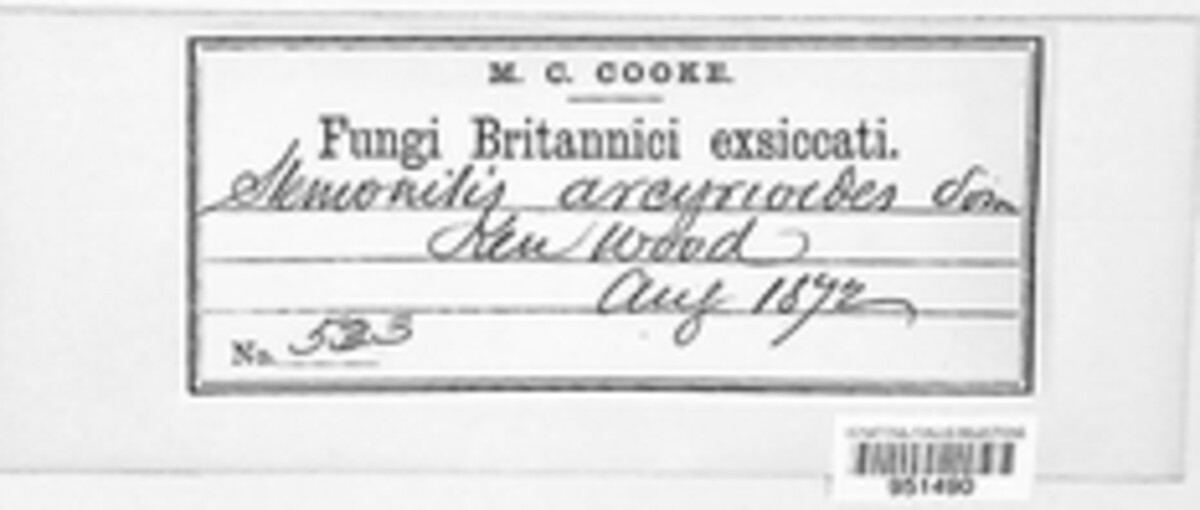 M. C. COOKE.
Fungi Britannici exsiccati.
Stemonitis arcyrioides Som
Ken Wood
Aug 1872
No. 523
951490